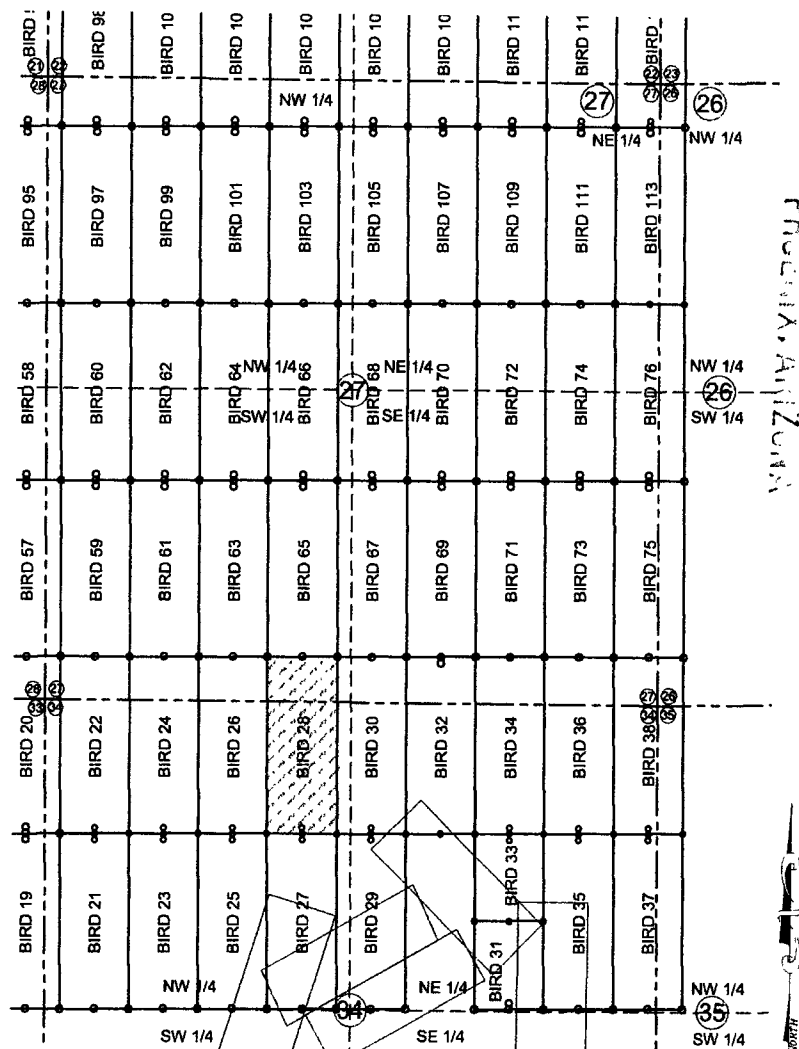 BIRD 98 BIRD 10 BIRD 10 BIRD 10 BIRD 10 BIRD 10 BIRD 11 BIRD 11 BIRD
21 22 22 23
28 27 27 26
NW 1/4 27 26
NE 1/4 NW 1/4
BIRD 95 BIRD 97 BIRD 99 BIRD 101 BIRD 103 BIRD 105 BIRD 107 BIRD 109 BIRD 111 BIRD 113
NW 1/4 NE 1/4 NW 1/4
BIRD 58 BIRD 60 BIRD 62 BIRD 64 BIRD 66 BIRD 68 BIRD 70 BIRD 72 BIRD 74 BIRD 76
27 26
SW 1/4 SE 1/4 SW 1/4
BIRD 57 BIRD 59 BIRD 61 BIRD 63 BIRD 65 BIRD 67 BIRD 69 BIRD 71 BIRD 73 BIRD 75
28 27 27 26
33 34 34 35
BIRD 20 BIRD 22 BIRD 24 BIRD 26 BIRD 28 BIRD 30 BIRD 32 BIRD 34 BIRD 36 BIRD 38
BIRD 33
BIRD 19 BIRD 21 BIRD 23 BIRD 25 BIRD 27 BIRD 29 BIRD 35 BIRD 37
BIRD 31
NW 1/4 NE 1/4 NW 1/4
34 35
SW 1/4 SE 1/4 SW 1/4
PHOENIX, ARIZONA
NORTH